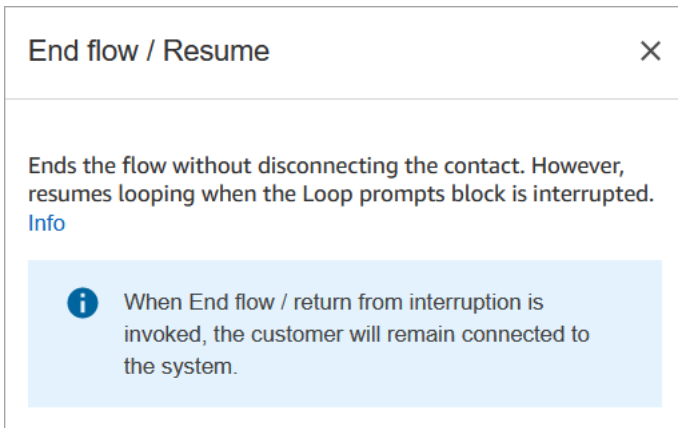 End flow / Resume
Ends the flow without disconnecting the contact. However,
resumes looping when the Loop prompts block is interrupted.
Info
When End flow / return from interruption is
invoked, the customer will remain connected to
the system.